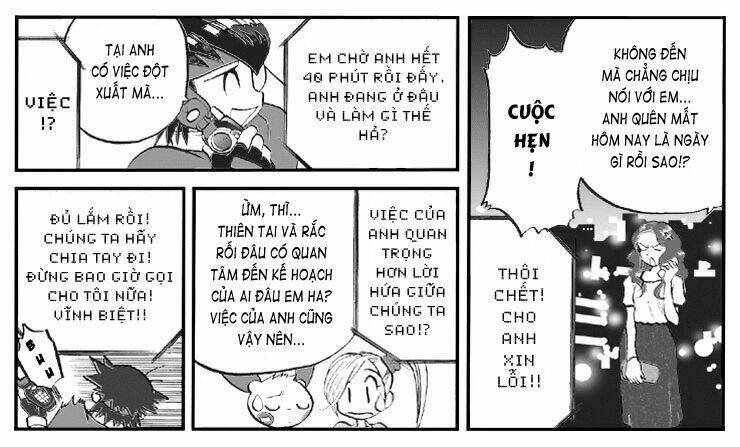 KHÔNG ĐẾN
MÀ CHẲNG CHỊU
NÓI VỚI EM...
ANH QUÊN MẤT
HÔM NAY LÀ NGÀY
GÌ RỒI SAO!?
CUỘC
HẸN
!
THÔI
CHẾT!
CHO
ANH
XIN
LỖI!!
EM CHỜ ANH HẾT
40 PHÚT RỒI ĐẤY.
ANH ĐANG Ở ĐÂU
VÀ LÀM GÌ THẾ
HẢ?
TẠI ANH
CÓ VIỆC ĐỘT
XUẤT MÀ...
VIỆC
!?
VIỆC CỦA
ANH QUAN
TRỌNG
HƠN LỜI
HỨA GIỮA
CHÚNG TA
SAO!?
ỪM, THÌ...
THIÊN TAI VÀ RẮC
RỐI ĐÂU CÓ QUAN
TÂM ĐẾN KẾ HOẠCH
CỦA AI ĐÂU EM HA?
VIỆC CỦA ANH CŨNG
VẬY NÊN...
ĐỦ LẮM RỒI!
CHÚNG TA HÃY
CHIA TAY ĐI!
ĐỪNG BAO GIỜ GỌI
CHO TÔI NỮA!
VĨNH BIỆT!!